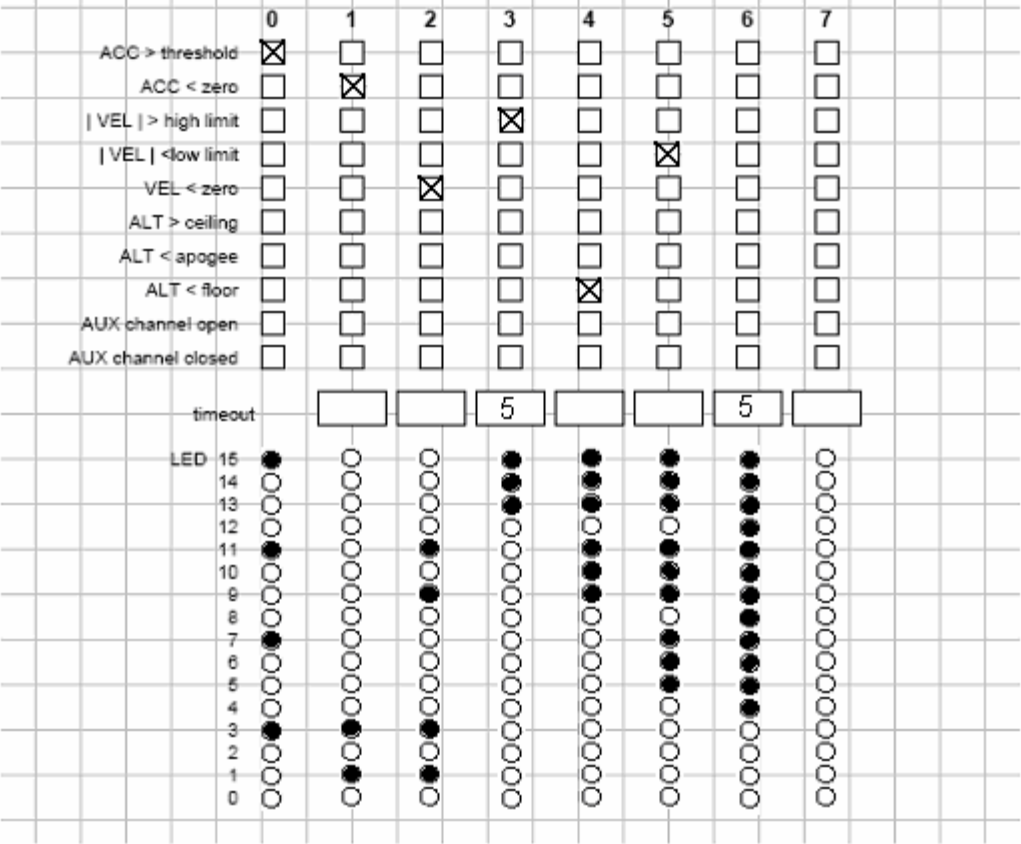 0 1 2 3 4 5 6 7
ACC > threshold
ACC < zero
| VEL | > high limit
| VEL | <low limit
VEL < zero
ALT > ceiling
ALT < apogee
ALT < floor
AUX channel open
AUX channel closed
timeout 5 5
LED 15
14
13
12
11
10
9
8
7
6
5
4
3
2
1
0